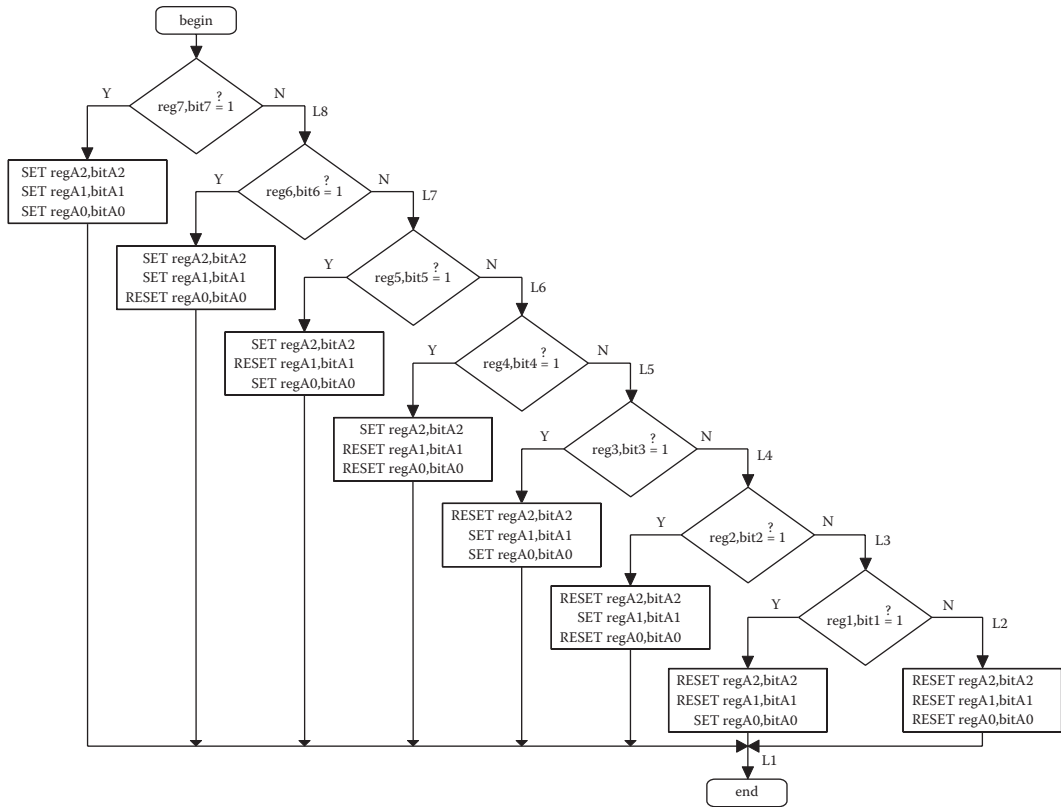 begin
Y
N
reg7,bit7 ?= 1
L8
SET regA2,bitA2
SET regA1,bitA1
SET regA0,bitA0
Y
N
reg6,bit6 ?= 1
L7
SET regA2,bitA2
SET regA1,bitA1
RESET regA0,bitA0
Y
N
reg5,bit5 ?= 1
L6
SET regA2,bitA2
RESET regA1,bitA1
SET regA0,bitA0
Y
N
reg4,bit4 ?= 1
L5
SET regA2,bitA2
RESET regA1,bitA1
RESET regA0,bitA0
Y
N
reg3,bit3 ?= 1
L4
RESET regA2,bitA2
SET regA1,bitA1
SET regA0,bitA0
Y
N
reg2,bit2 ?= 1
L3
RESET regA2,bitA2
SET regA1,bitA1
RESET regA0,bitA0
Y
N
reg1,bit1 ?= 1
L2
RESET regA2,bitA2
RESET regA1,bitA1
SET regA0,bitA0
RESET regA2,bitA2
RESET regA1,bitA1
RESET regA0,bitA0
L1
end